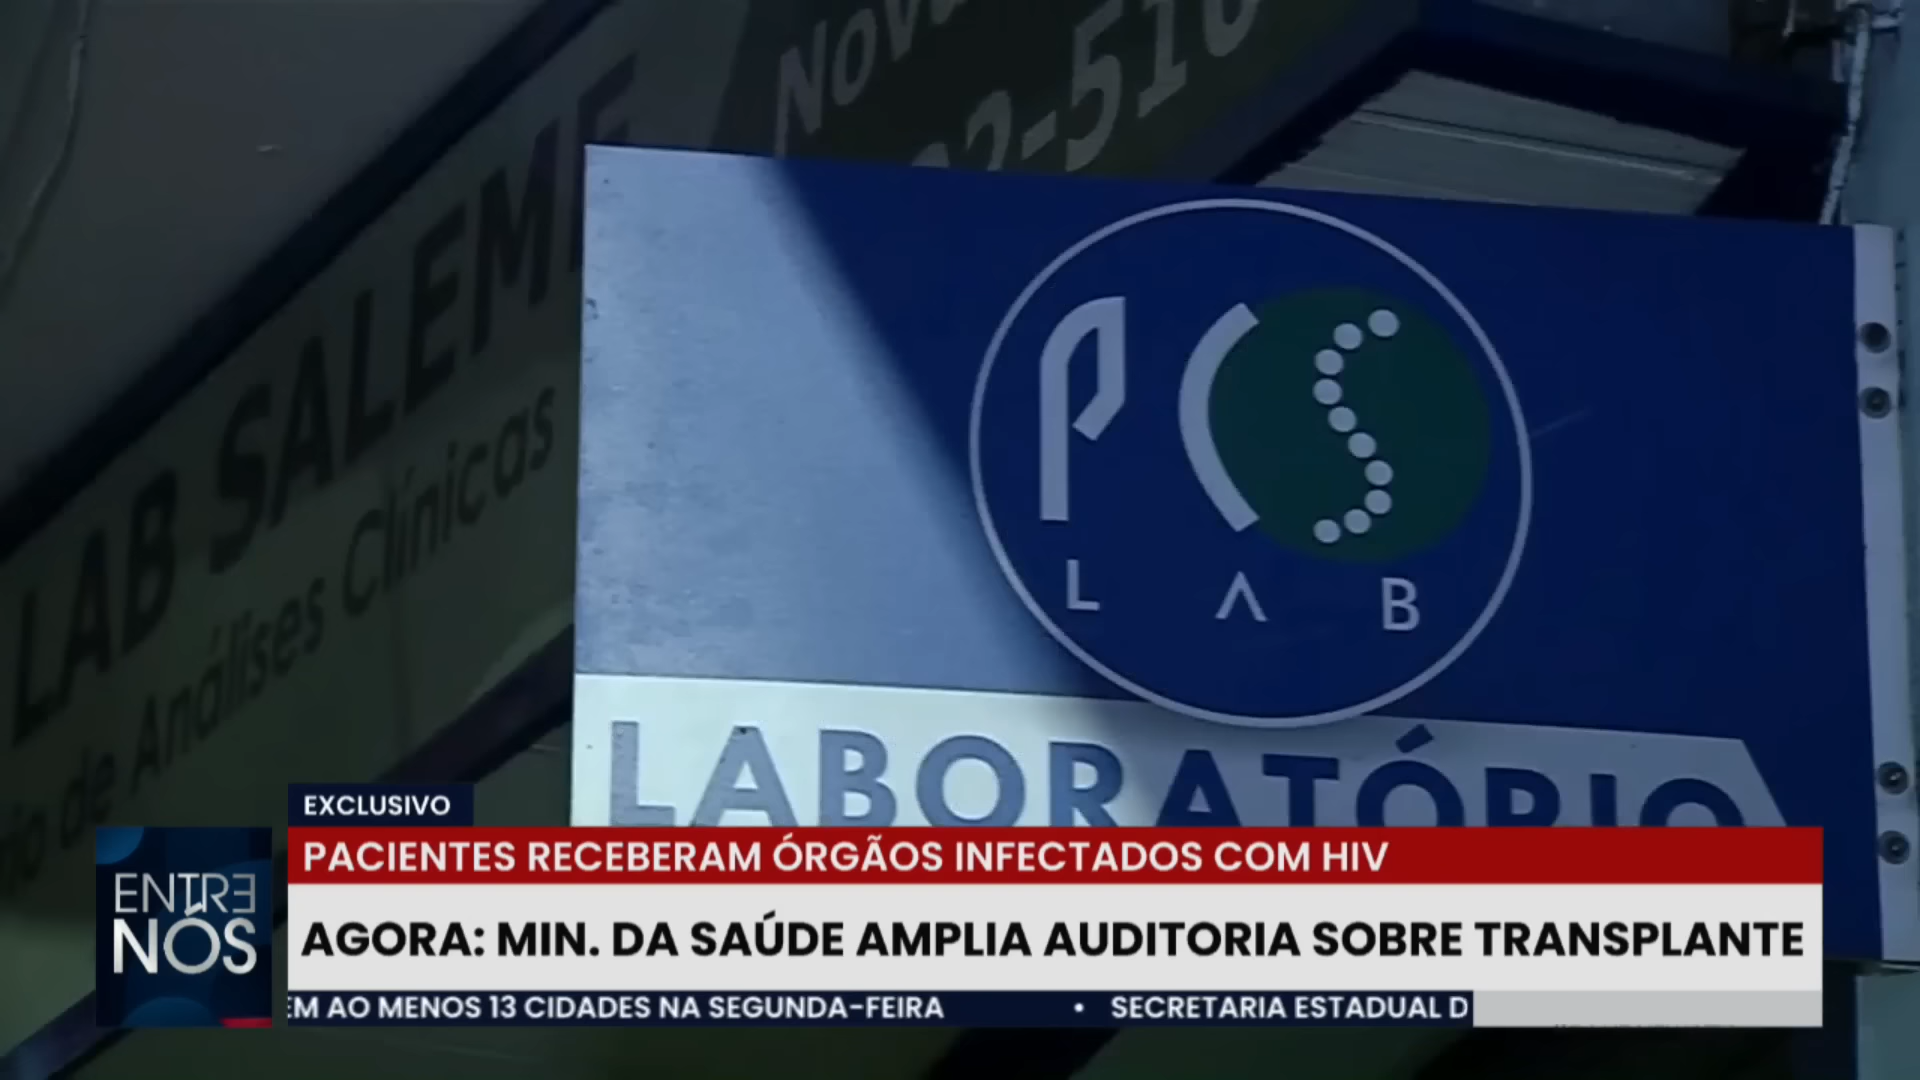 LAB SALEME
de Análises Clínicas
PCS
LAB
LABORATÓRIO
EXCLUSIVO
PACIENTES RECEBERAM ÓRGÃOS INFECTADOS COM HIV
ENTRE
NÓS
AGORA: MIN. DA SAÚDE AMPLIA AUDITORIA SOBRE TRANSPLANTE
EM AO MENOS 13 CIDADES NA SEGUNDA-FEIRA • SECRETARIA ESTADUAL D